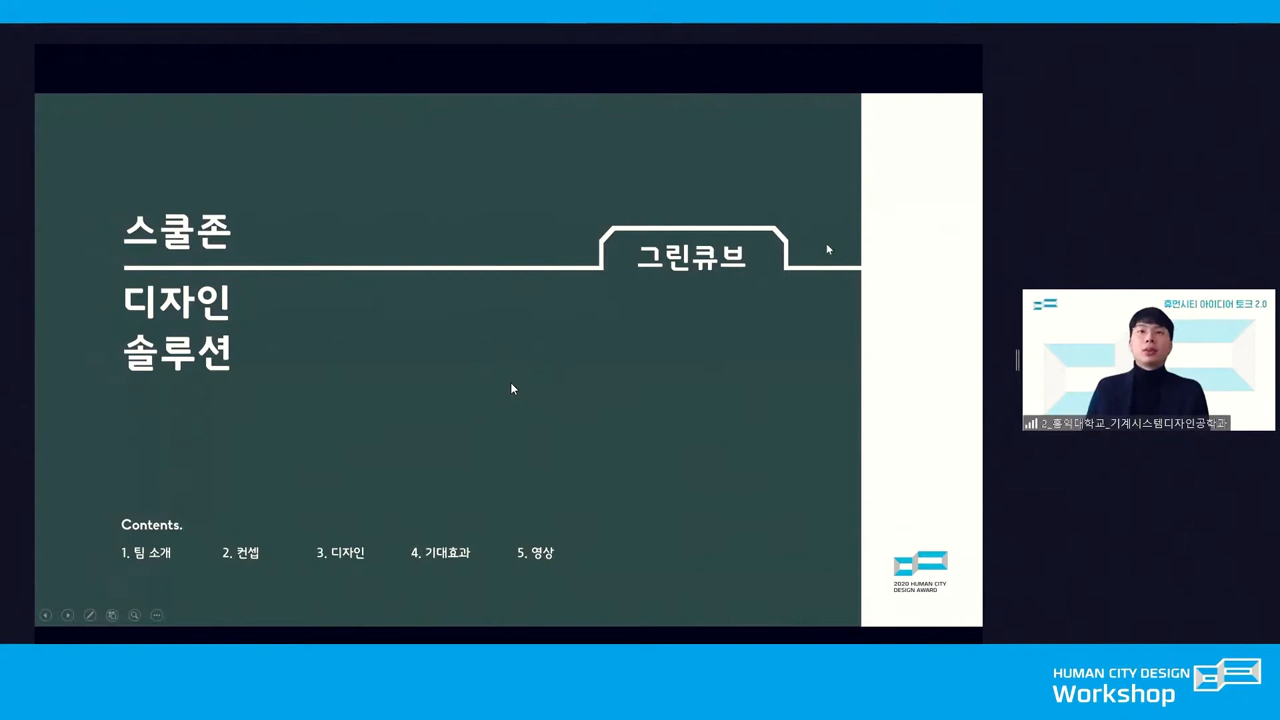 스쿨존
그린큐브
디자인
솔루션
Contents.
1. 팀 소개
2. 컨셉
3. 디자인
4. 기대효과
5. 영상
2020 HUMAN CITY
DESIGN AWARD
휴먼시티 아이디어 토크 2.0
2_홍익대학교_기계시스템디자인공학과
HUMAN CITY DESIGN
Workshop